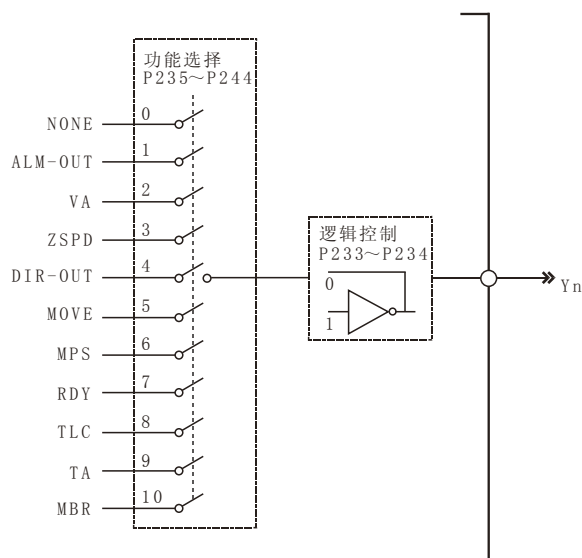 功能选择
P235～P244
NONE 0
ALM-OUT 1
VA 2
ZSPD 3
DIR-OUT 4
MOVE 5
MPS 6
RDY 7
TLC 8
TA 9
MBR 10
逻辑控制
P233～P234
0
1
Yn